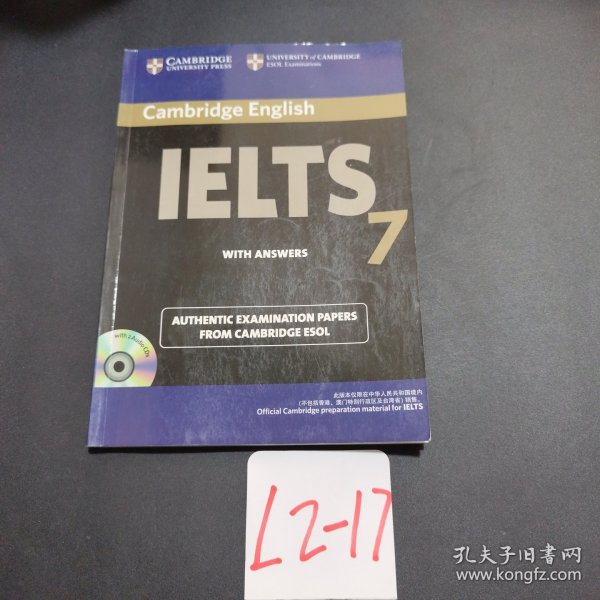 CAMBRIDGE
UNIVERSITY PRESS
UNIVERSITY of CAMBRIDGE
ESOL Examinations
Cambridge English
IELTS 7
WITH ANSWERS
AUTHENTIC EXAMINATION PAPERS
FROM CAMBRIDGE ESOL
with 2 Audio CDs
此版本仅限在中华人民共和国境内
(不包括香港、澳门特别行政区及台湾省)销售。
Official Cambridge preparation material for IELTS
L2-17
孔夫子旧书网
www.kongfz.com